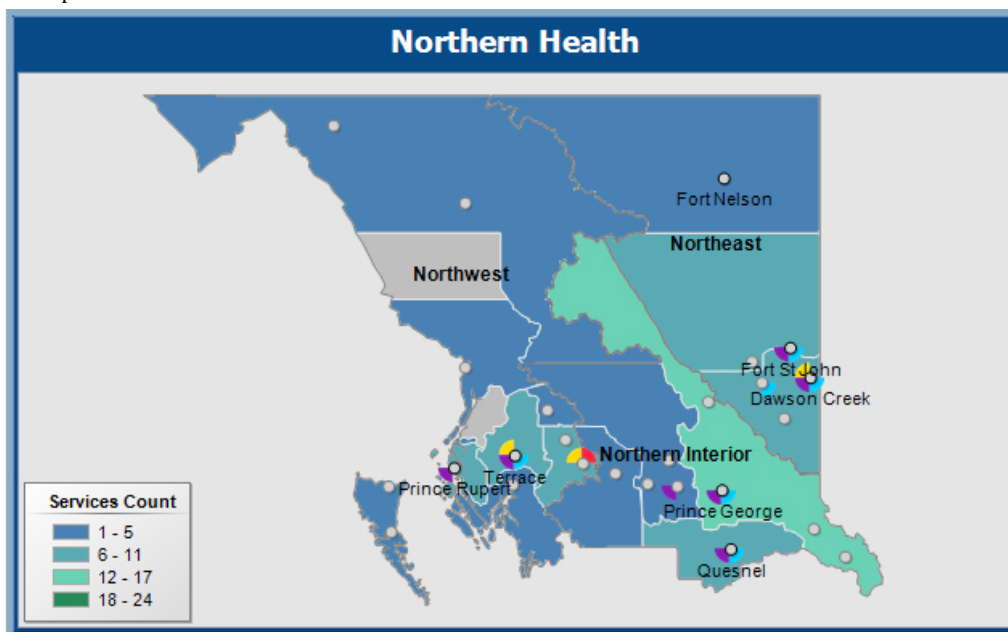 Northern Health
Fort Nelson
Northeast
Northwest
Fort St John
Dawson Creek
Northern Interior
Terrace
Prince Rupert
Prince George
Quesnel
Services Count
1 - 5
6 - 11
12 - 17
18 - 24